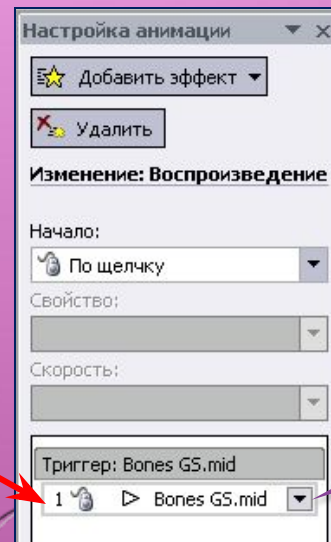 Настройка анимации
Добавить эффект
Удалить
Изменение: Воспроизведение
Начало:
По щелчку
Свойство:
Скорость:
Триггер: Bones GS.mid
1 Bones GS.mid